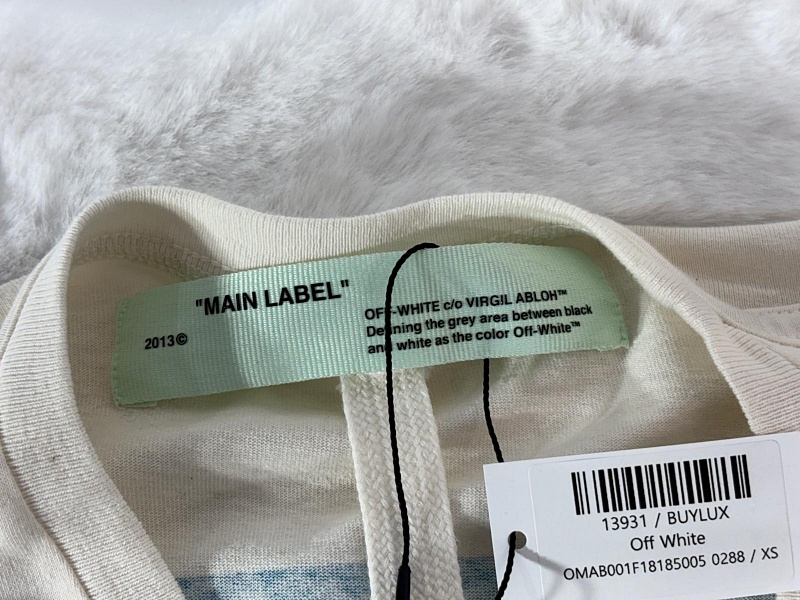 "MAIN LABEL"
2013©
OFF-WHITE c/o VIRGIL ABLOH™
Defining the grey area between black
and white as the color Off-White™
13931 / BUYLUX
Off White
OMAB001F18185005 0288 / XS